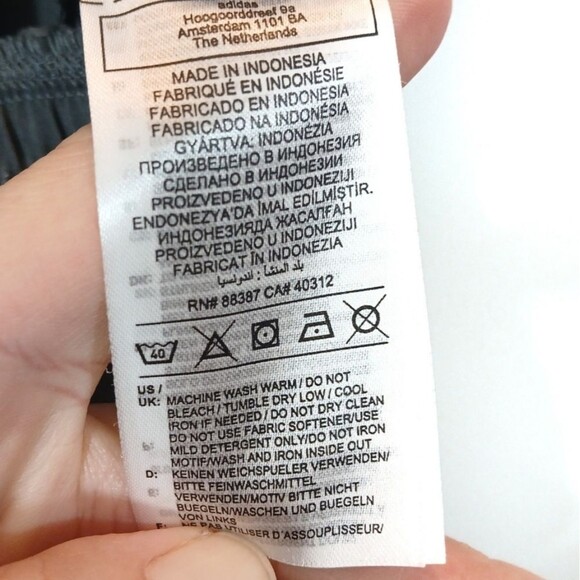 adidas
Hoogoorddreef 9a
Amsterdam 1101 BA
The Netherlands
MADE IN INDONESIA
FABRIQUÉ EN INDONÉSIE
FABRICADO EN INDONESIA
FABRICADO NA INDONÉSIA
GYÁRTVA: INDONÉZIA
ПРОИЗВЕДЕНО В ИНДОНЕЗИЯ
СДЕЛАНО В ИНДОНЕЗИИ
PROIZVEDENO U INDONEZIJI
ENDONEZYA'DA İMAL EDİLMİŞTİR.
ИНДОНЕЗИЯДА ЖАСАЛҒАН
PROIZVEDENO U INDONEZIJI
FABRICAT ÎN INDONEZIA
بلد المنشأ : اندونسيا
RN# 88387 CA# 40312
40
US /
UK: MACHINE WASH WARM / DO NOT
BLEACH / TUMBLE DRY LOW / COOL
IRON IF NEEDED / DO NOT DRY CLEAN
DO NOT USE FABRIC SOFTENER/USE
MILD DETERGENT ONLY/DO NOT IRON
MOTIF/WASH AND IRON INSIDE OUT
D: KEINEN WEICHSPUELER VERWENDEN/
BITTE FEINWASCHMITTEL
VERWENDEN/MOTIV BITTE NICHT
BUEGELN/WASCHEN UND BUEGELN
VON LINKS
F: NE PAS UTILISER D'ASSOUPLISSEUR/